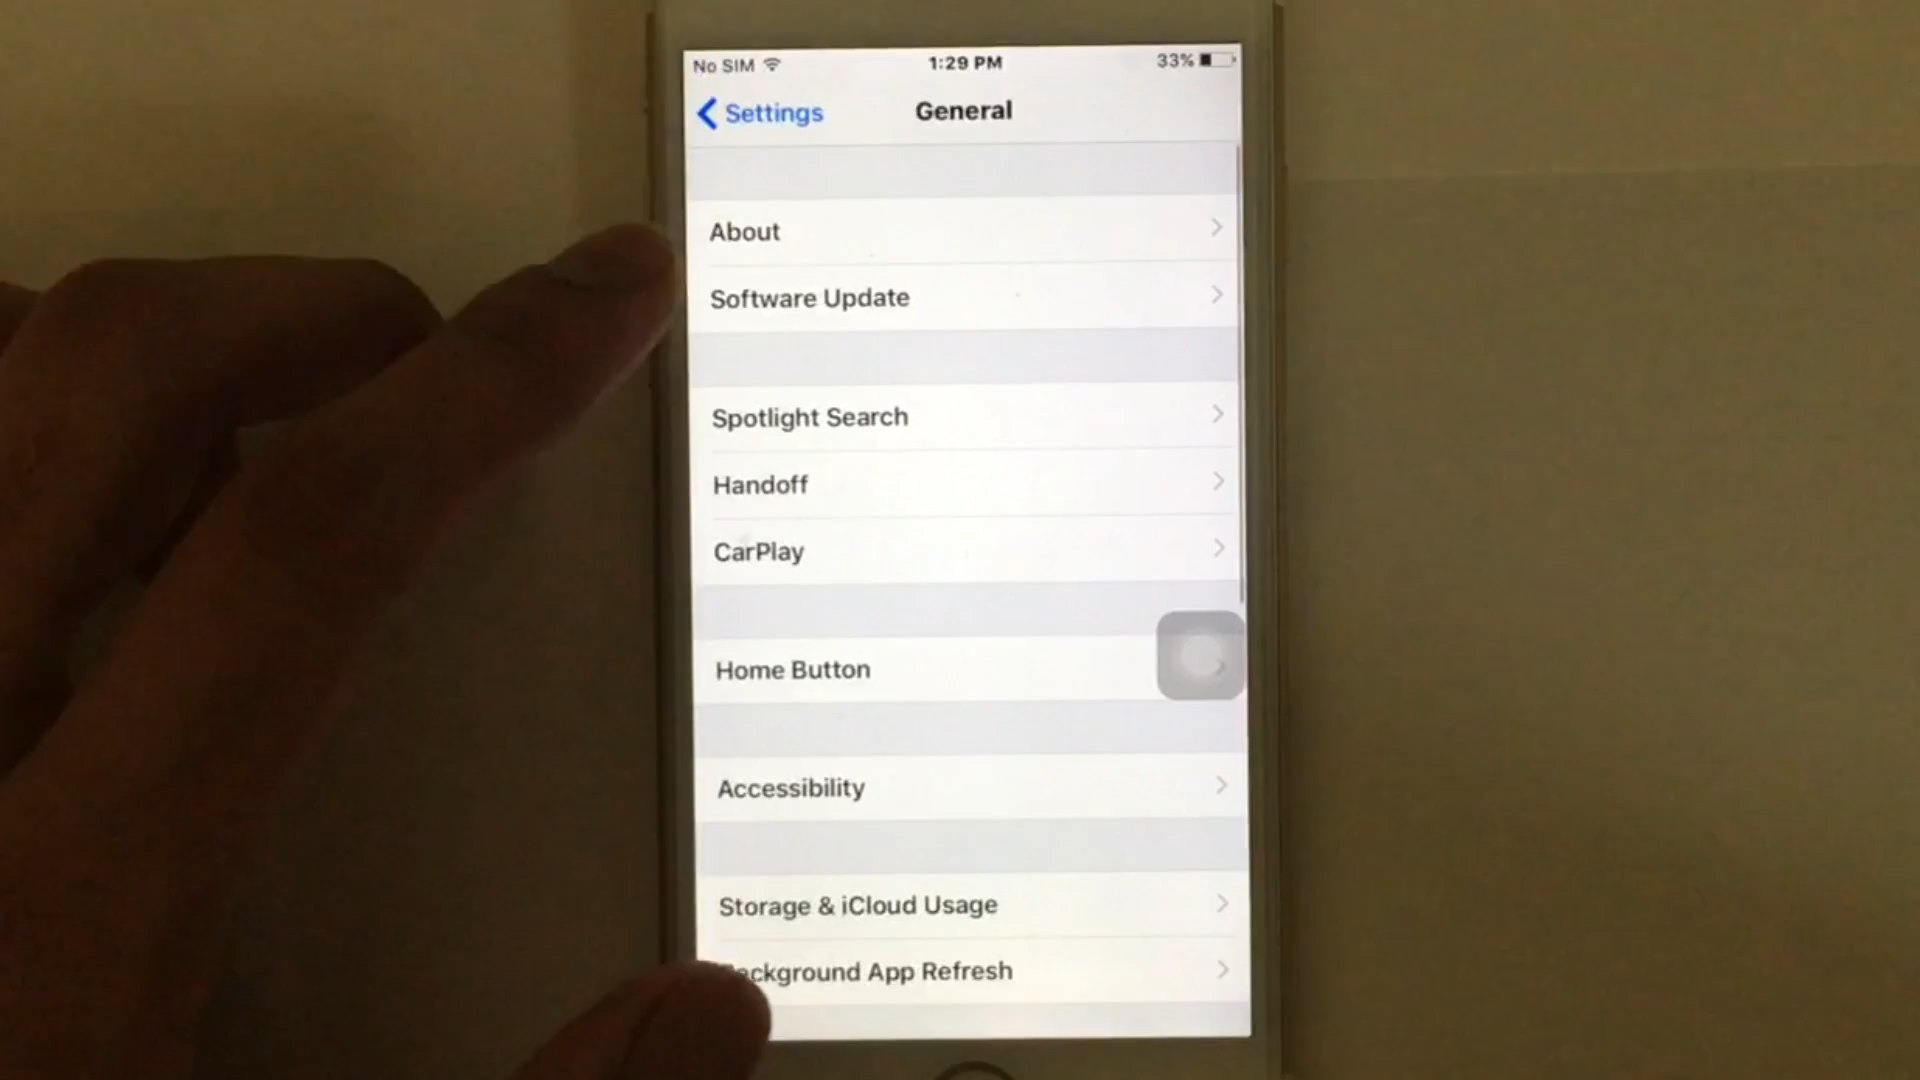 No SIM 1:29 PM 33%
Settings General
About
Software Update
Spotlight Search
Handoff
CarPlay
Home Button
Accessibility
Storage & iCloud Usage
ackground App Refresh